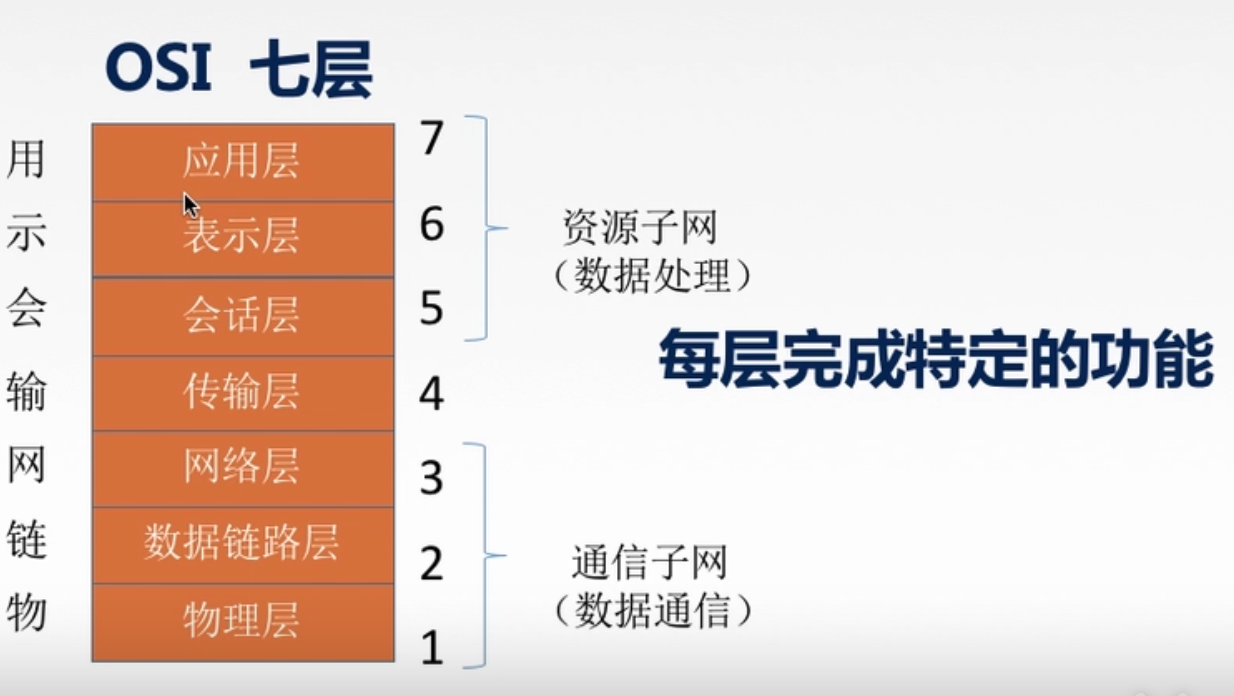 OSI 七层
用 应用层 7
示 表示层 6
会 会话层 5
输 传输层 4
网 网络层 3
链 数据链路层 2
物 物理层 1
资源子网
（数据处理）
每层完成特定的功能
通信子网
（数据通信）